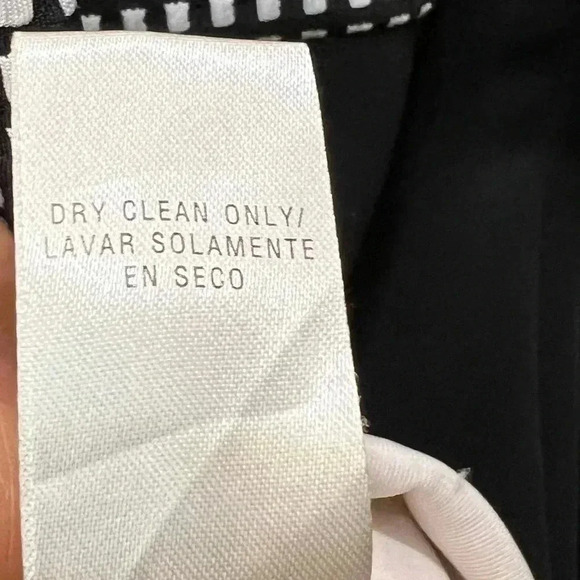 DRY CLEAN ONLY/
LAVAR SOLAMENTE
EN SECO